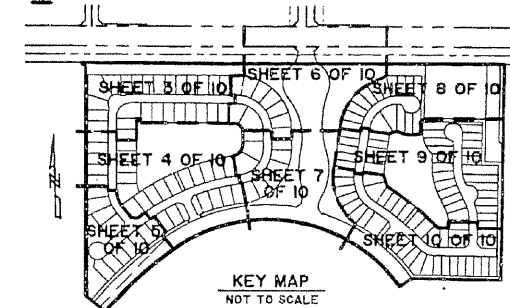 SHEET 6 OF 10
SHEET 3 OF 10
SHEET 8 OF 10
SHEET 4 OF 10
SHEET 9 OF 10
SHEET 7
OF 10
SHEET 5
OF 10
SHEET 10 OF 10
N
KEY MAP
NOT TO SCALE